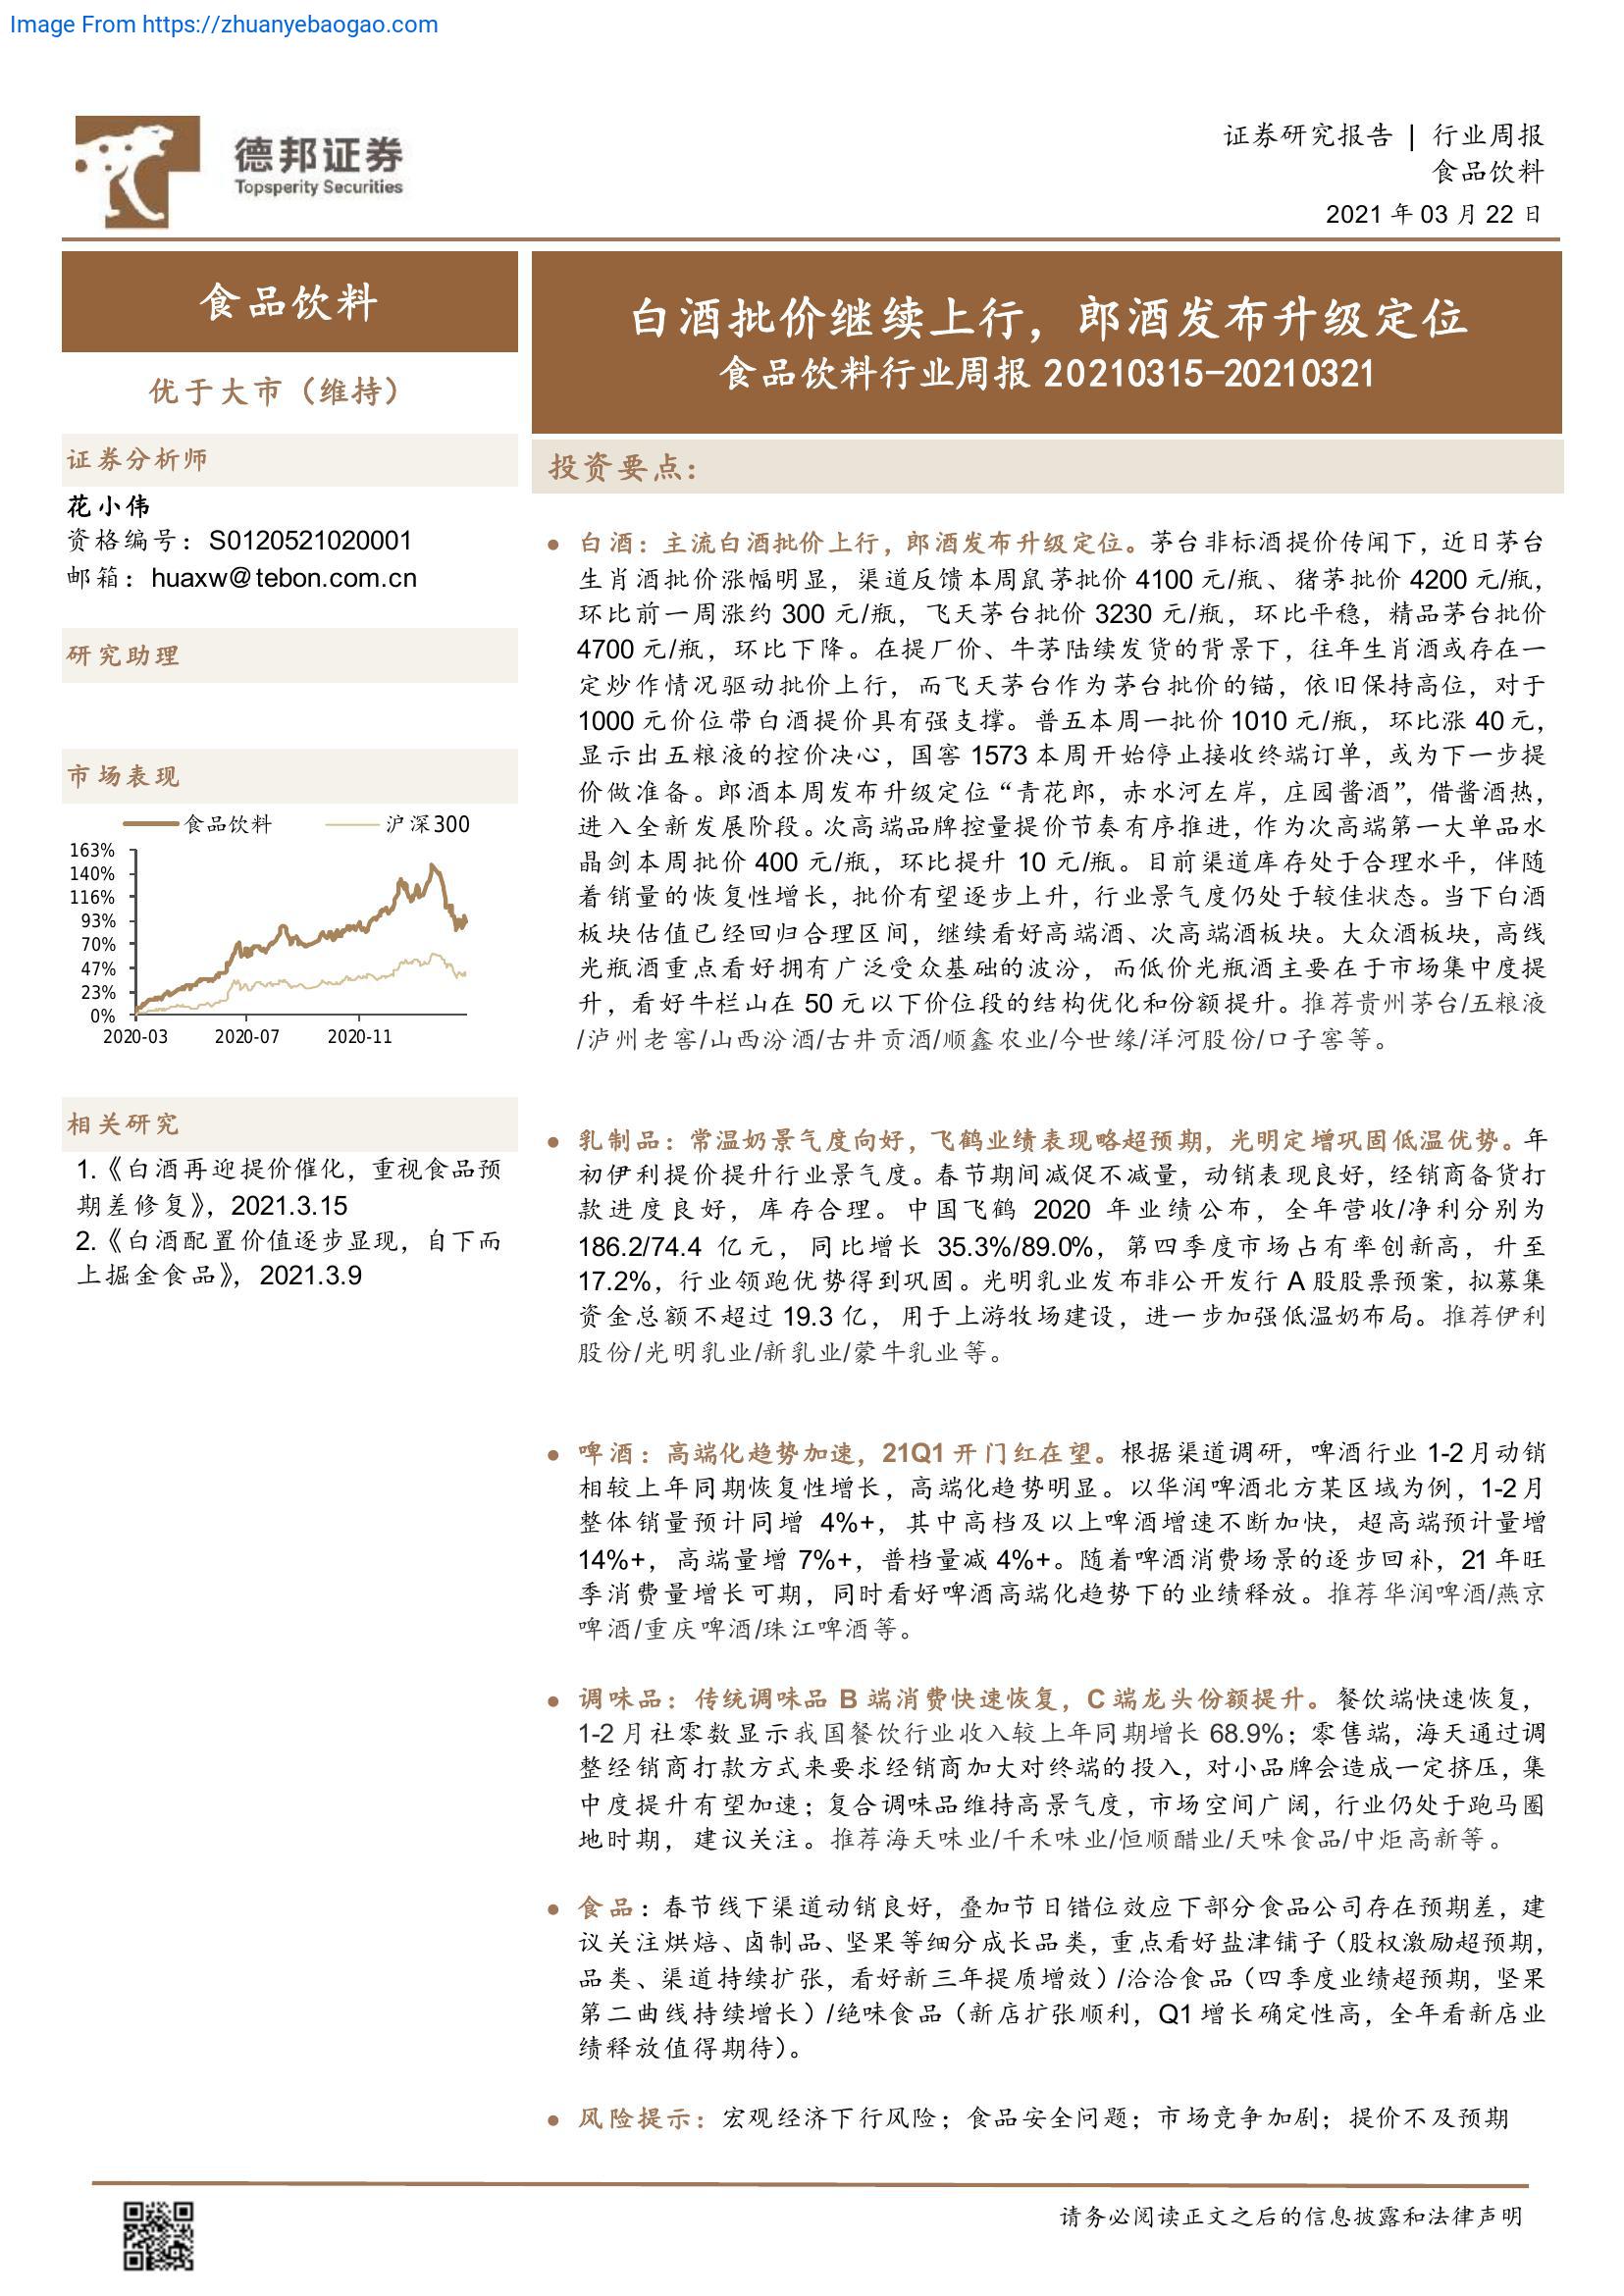 Image From https://zhuanyebaogao.com
德邦证券
Topsperity Securities
证券研究报告 | 行业周报
食品饮料
2021 年 03 月 22 日
食品饮料
优于大市（维持）
证券分析师
花小伟
资格编号：S0120521020001
邮箱：huaxw@tebon.com.cn
研究助理
市场表现
食品饮料 沪深300
163%
140%
116%
93%
70%
47%
23%
0%
2020-03 2020-07 2020-11
相关研究
1.《白酒再迎提价催化，重视食品预
期差修复》，2021.3.15
2.《白酒配置价值逐步显现，自下而
上掘金食品》，2021.3.9
白酒批价继续上行，郎酒发布升级定位
食品饮料行业周报 20210315-20210321
投资要点：
● 白酒：主流白酒批价上行，郎酒发布升级定位。茅台非标酒提价传闻下，近日茅台
生肖酒批价涨幅明显，渠道反馈本周鼠茅批价 4100 元/瓶、猪茅批价 4200 元/瓶，
环比前一周涨约 300 元/瓶，飞天茅台批价 3230 元/瓶，环比平稳，精品茅台批价
4700 元/瓶，环比下降。在提厂价、牛茅陆续发货的背景下，往年生肖酒或存在一
定炒作情况驱动批价上行，而飞天茅台作为茅台批价的锚，依旧保持高位，对于
1000 元价位带白酒提价具有强支撑。普五本周一批价 1010 元/瓶，环比涨 40 元，
显示出五粮液的控价决心，国窖 1573 本周开始停止接收终端订单，或为下一步提
价做准备。郎酒本周发布升级定位“青花郎，赤水河左岸，庄园酱酒”，借酱酒热，
进入全新发展阶段。次高端品牌控量提价节奏有序推进，作为次高端第一大单品水
晶剑本周批价 400 元/瓶，环比提升 10 元/瓶。目前渠道库存处于合理水平，伴随
着销量的恢复性增长，批价有望逐步上升，行业景气度仍处于较佳状态。当下白酒
板块估值已经回归合理区间，继续看好高端酒、次高端酒板块。大众酒板块，高线
光瓶酒重点看好拥有广泛受众基础的波汾，而低价光瓶酒主要在于市场集中度提
升，看好牛栏山在 50 元以下价位段的结构优化和份额提升。推荐贵州茅台/五粮液
/泸州老窖/山西汾酒/古井贡酒/顺鑫农业/今世缘/洋河股份/口子窖等。
● 乳制品：常温奶景气度向好，飞鹤业绩表现略超预期，光明定增巩固低温优势。年
初伊利提价提升行业景气度。春节期间减促不减量，动销表现良好，经销商备货打
款进度良好，库存合理。中国飞鹤 2020 年业绩公布，全年营收/净利分别为
186.2/74.4 亿元，同比增长 35.3%/89.0%，第四季度市场占有率创新高，升至
17.2%，行业领跑优势得到巩固。光明乳业发布非公开发行 A 股股票预案，拟募集
资金总额不超过 19.3 亿，用于上游牧场建设，进一步加强低温奶布局。推荐伊利
股份/光明乳业/新乳业/蒙牛乳业等。
● 啤酒：高端化趋势加速，21Q1 开门红在望。根据渠道调研，啤酒行业 1-2 月动销
相较上年同期恢复性增长，高端化趋势明显。以华润啤酒北方某区域为例，1-2 月
整体销量预计同增 4%+，其中高档及以上啤酒增速不断加快，超高端预计量增
14%+，高端量增 7%+，普档量减 4%+。随着啤酒消费场景的逐步回补，21 年旺
季消费量增长可期，同时看好啤酒高端化趋势下的业绩释放。推荐华润啤酒/燕京
啤酒/重庆啤酒/珠江啤酒等。
● 调味品：传统调味品 B 端消费快速恢复，C 端龙头份额提升。餐饮端快速恢复，
1-2 月社零数显示我国餐饮行业收入较上年同期增长 68.9%；零售端，海天通过调
整经销商打款方式来要求经销商加大对终端的投入，对小品牌会造成一定挤压，集
中度提升有望加速；复合调味品维持高景气度，市场空间广阔，行业仍处于跑马圈
地时期，建议关注。推荐海天味业/千禾味业/恒顺醋业/天味食品/中炬高新等。
● 食品：春节线下渠道动销良好，叠加节日错位效应下部分食品公司存在预期差，建
议关注烘焙、卤制品、坚果等细分成长品类，重点看好盐津铺子（股权激励超预期，
品类、渠道持续扩张，看好新三年提质增效）/洽洽食品（四季度业绩超预期，坚果
第二曲线持续增长）/绝味食品（新店扩张顺利，Q1 增长确定性高，全年看新店业
绩释放值得期待）。
● 风险提示：宏观经济下行风险；食品安全问题；市场竞争加剧；提价不及预期
请务必阅读正文之后的信息披露和法律声明